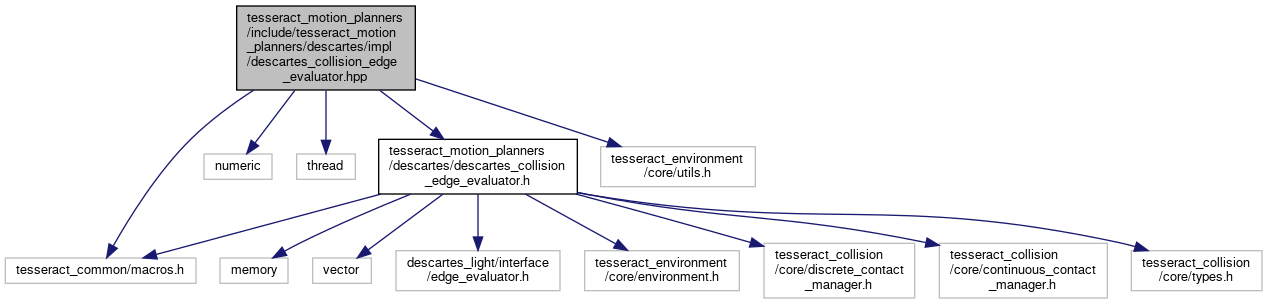 tesseract_motion_planners
/include/tesseract_motion
_planners/descartes/impl
/descartes_collision_edge
_evaluator.hpp
numeric
thread
tesseract_motion_planners
/descartes/descartes_collision
_edge_evaluator.h
tesseract_environment
/core/utils.h
tesseract_common/macros.h
memory
vector
descartes_light/interface
/edge_evaluator.h
tesseract_environment
/core/environment.h
tesseract_collision
/core/discrete_contact
_manager.h
tesseract_collision
/core/continuous_contact
_manager.h
tesseract_collision
/core/types.h